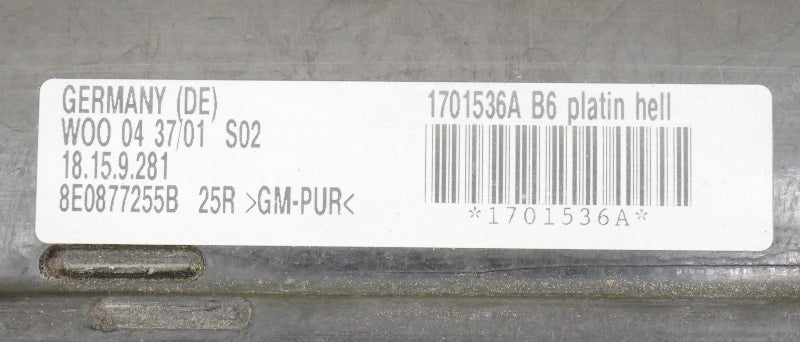 GERMANY (DE)
WOO 04 37/01 S02
18.15.9.281
8E0877255B 25R >GM-PUR<
1701536A B6 platin hell
*1701536A*